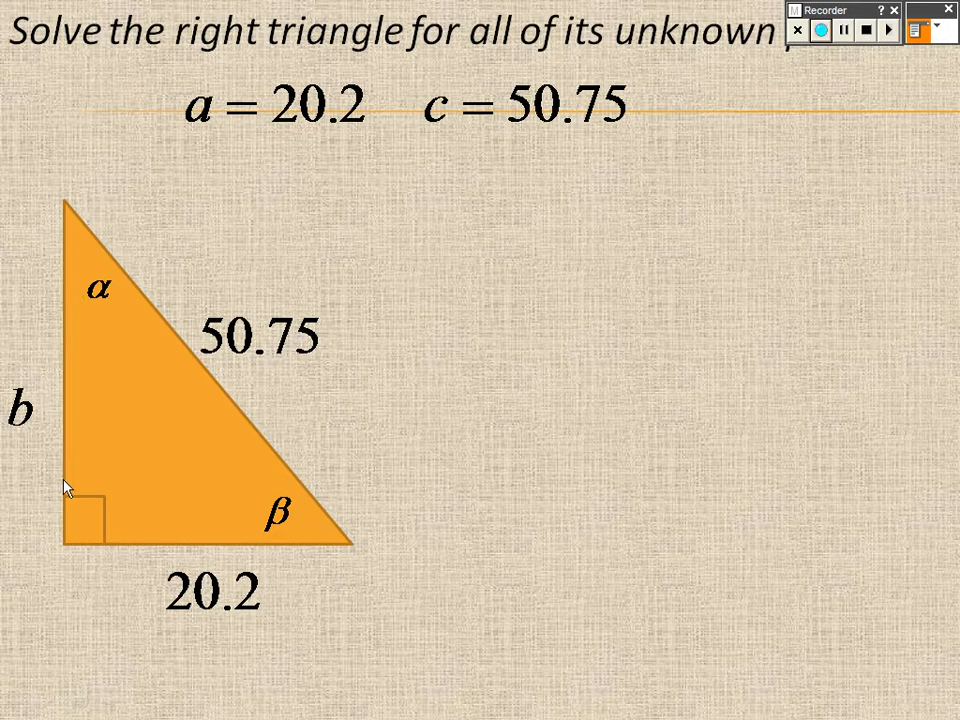 Solve the right triangle for all of its unknown
Recorder
a = 20.2 c = 50.75
α
50.75
b
β
20.2